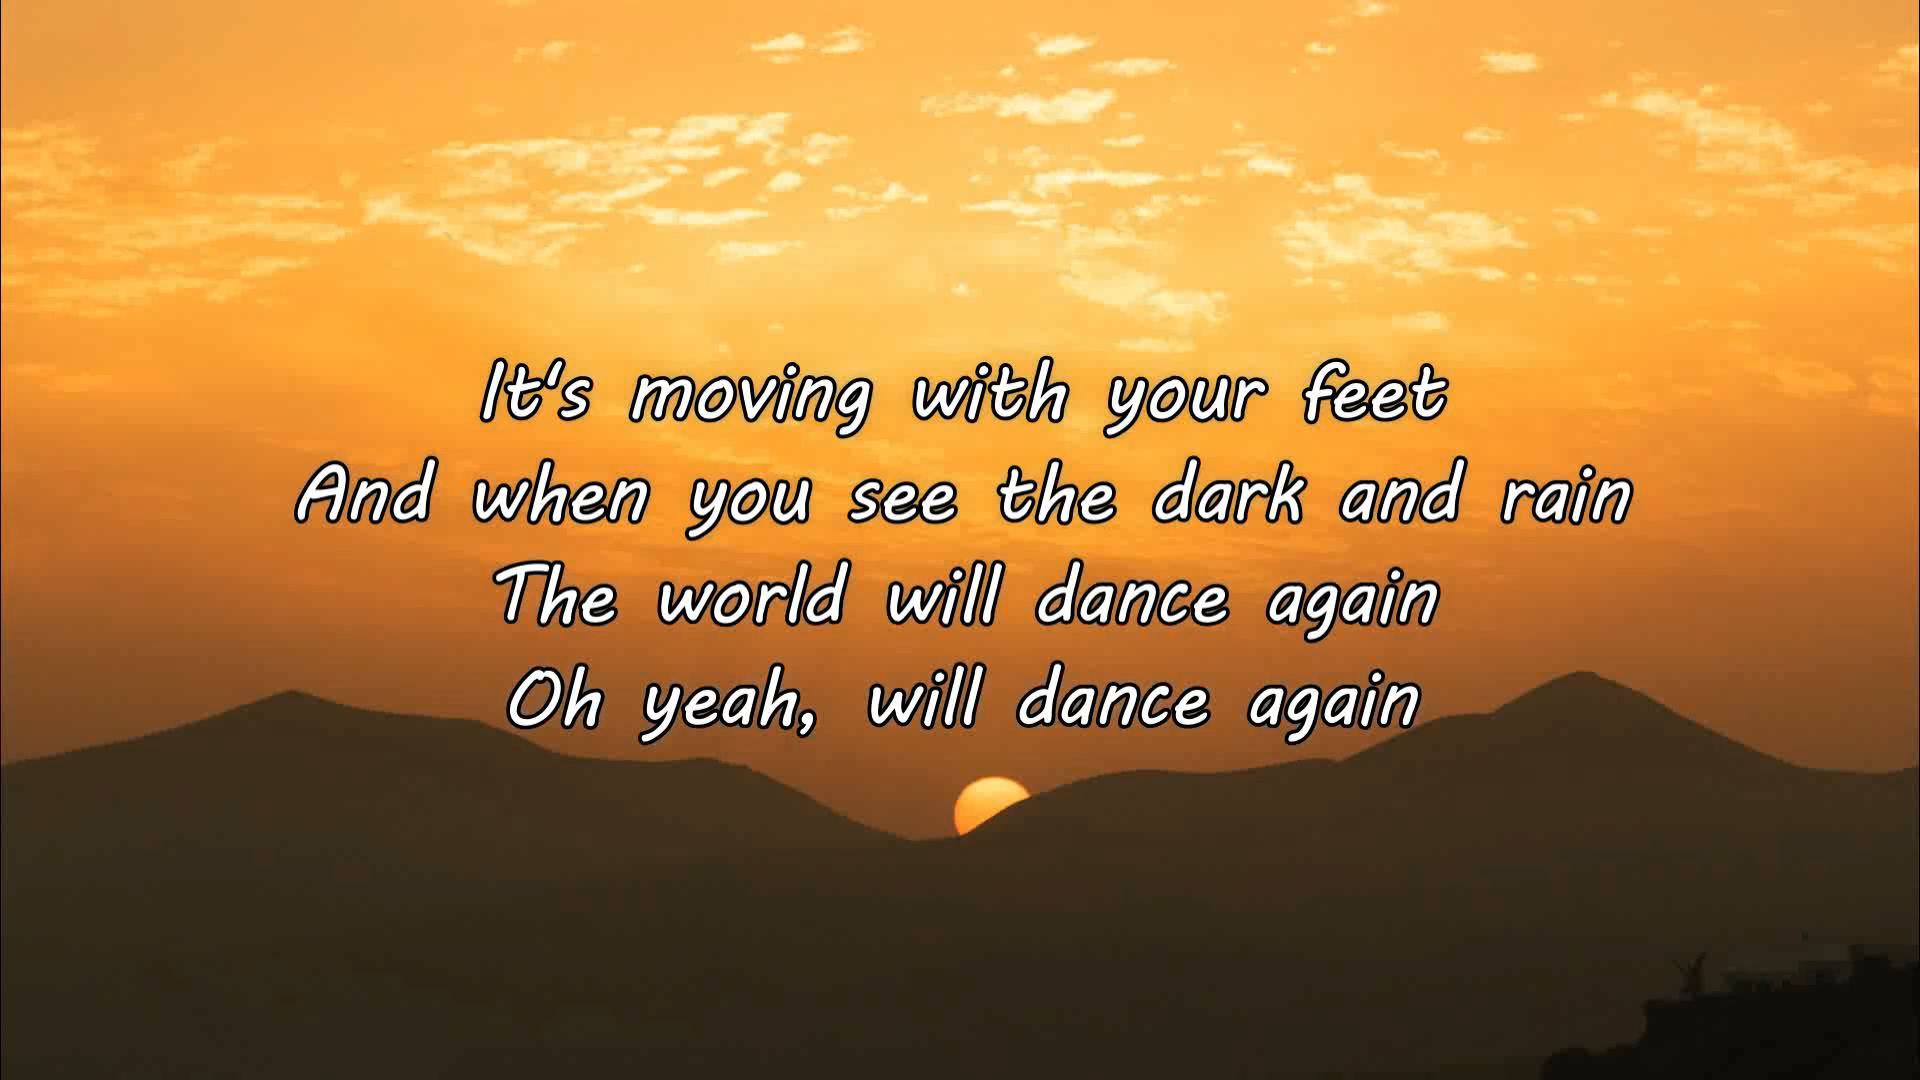 It's moving with your feet
And when you see the dark and rain
The world will dance again
Oh yeah, will dance again